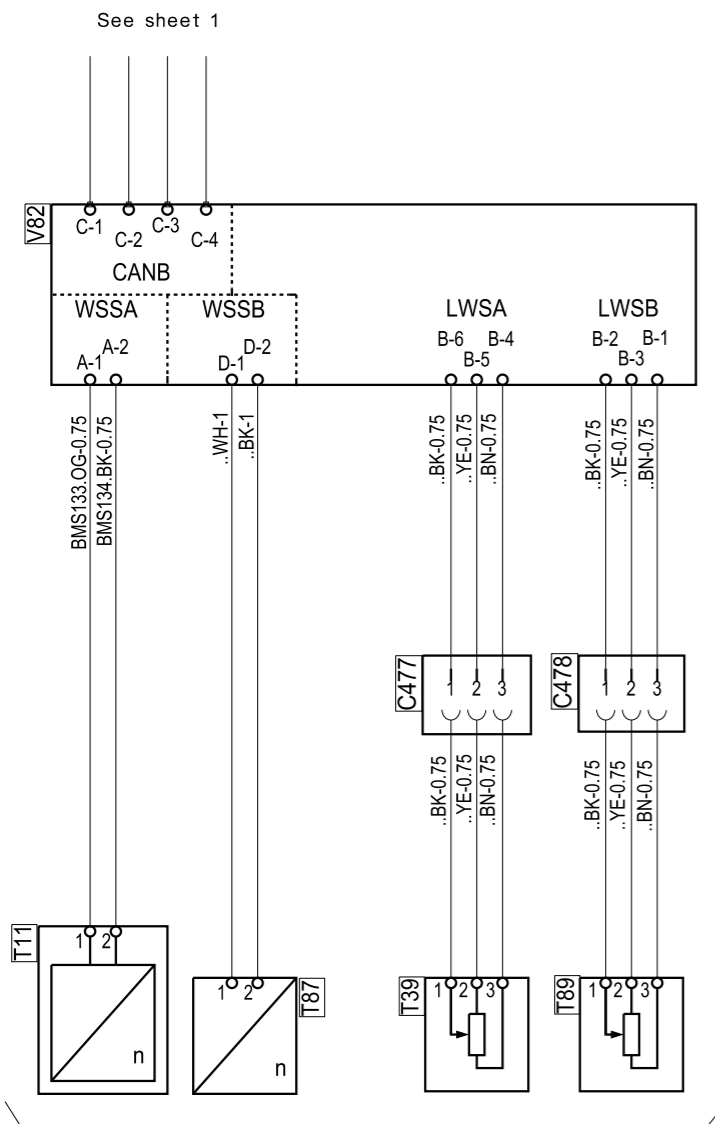 See sheet 1
V82
C-1 C-2 C-3 C-4
CANB
WSSA WSSB LWSA LWSB
A-1 A-2 D-1 D-2 B-6 B-5 B-4 B-2 B-3 B-1
BMS133.OG-0.75
BMS134.BK-0.75
..WH-1
..BK-1
..BK-0.75
..YE-0.75
..BN-0.75
..BK-0.75
..YE-0.75
..BN-0.75
C477
1 2 3
C478
1 2 3
..BK-0.75
..YE-0.75
..BN-0.75
..BK-0.75
..YE-0.75
..BN-0.75
T11
1 2
n
T87
1 2
n
T39
1 2 3
T89
1 2 3